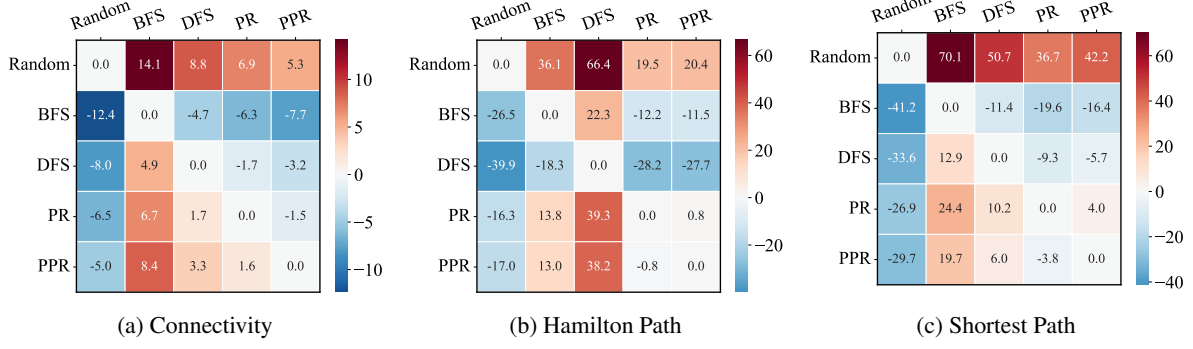 Random BFS DFS PR PPR
Random 0.0 14.1 8.8 6.9 5.3
BFS -12.4 0.0 -4.7 -6.3 -7.7
DFS -8.0 4.9 0.0 -1.7 -3.2
PR -6.5 6.7 1.7 0.0 -1.5
PPR -5.0 8.4 3.3 1.6 0.0
10
5
0
−5
−10
(a) Connectivity
Random BFS DFS PR PPR
Random 0.0 36.1 66.4 19.5 20.4
BFS -26.5 0.0 22.3 -12.2 -11.5
DFS -39.9 -18.3 0.0 -28.2 -27.7
PR -16.3 13.8 39.3 0.0 0.8
PPR -17.0 13.0 38.2 -0.8 0.0
60
40
20
0
−20
(b) Hamilton Path
Random BFS DFS PR PPR
Random 0.0 70.1 50.7 36.7 42.2
BFS -41.2 0.0 -11.4 -19.6 -16.4
DFS -33.6 12.9 0.0 -9.3 -5.7
PR -26.9 24.4 10.2 0.0 4.0
PPR -29.7 19.7 6.0 -3.8 0.0
60
40
20
0
−20
−40
(c) Shortest Path